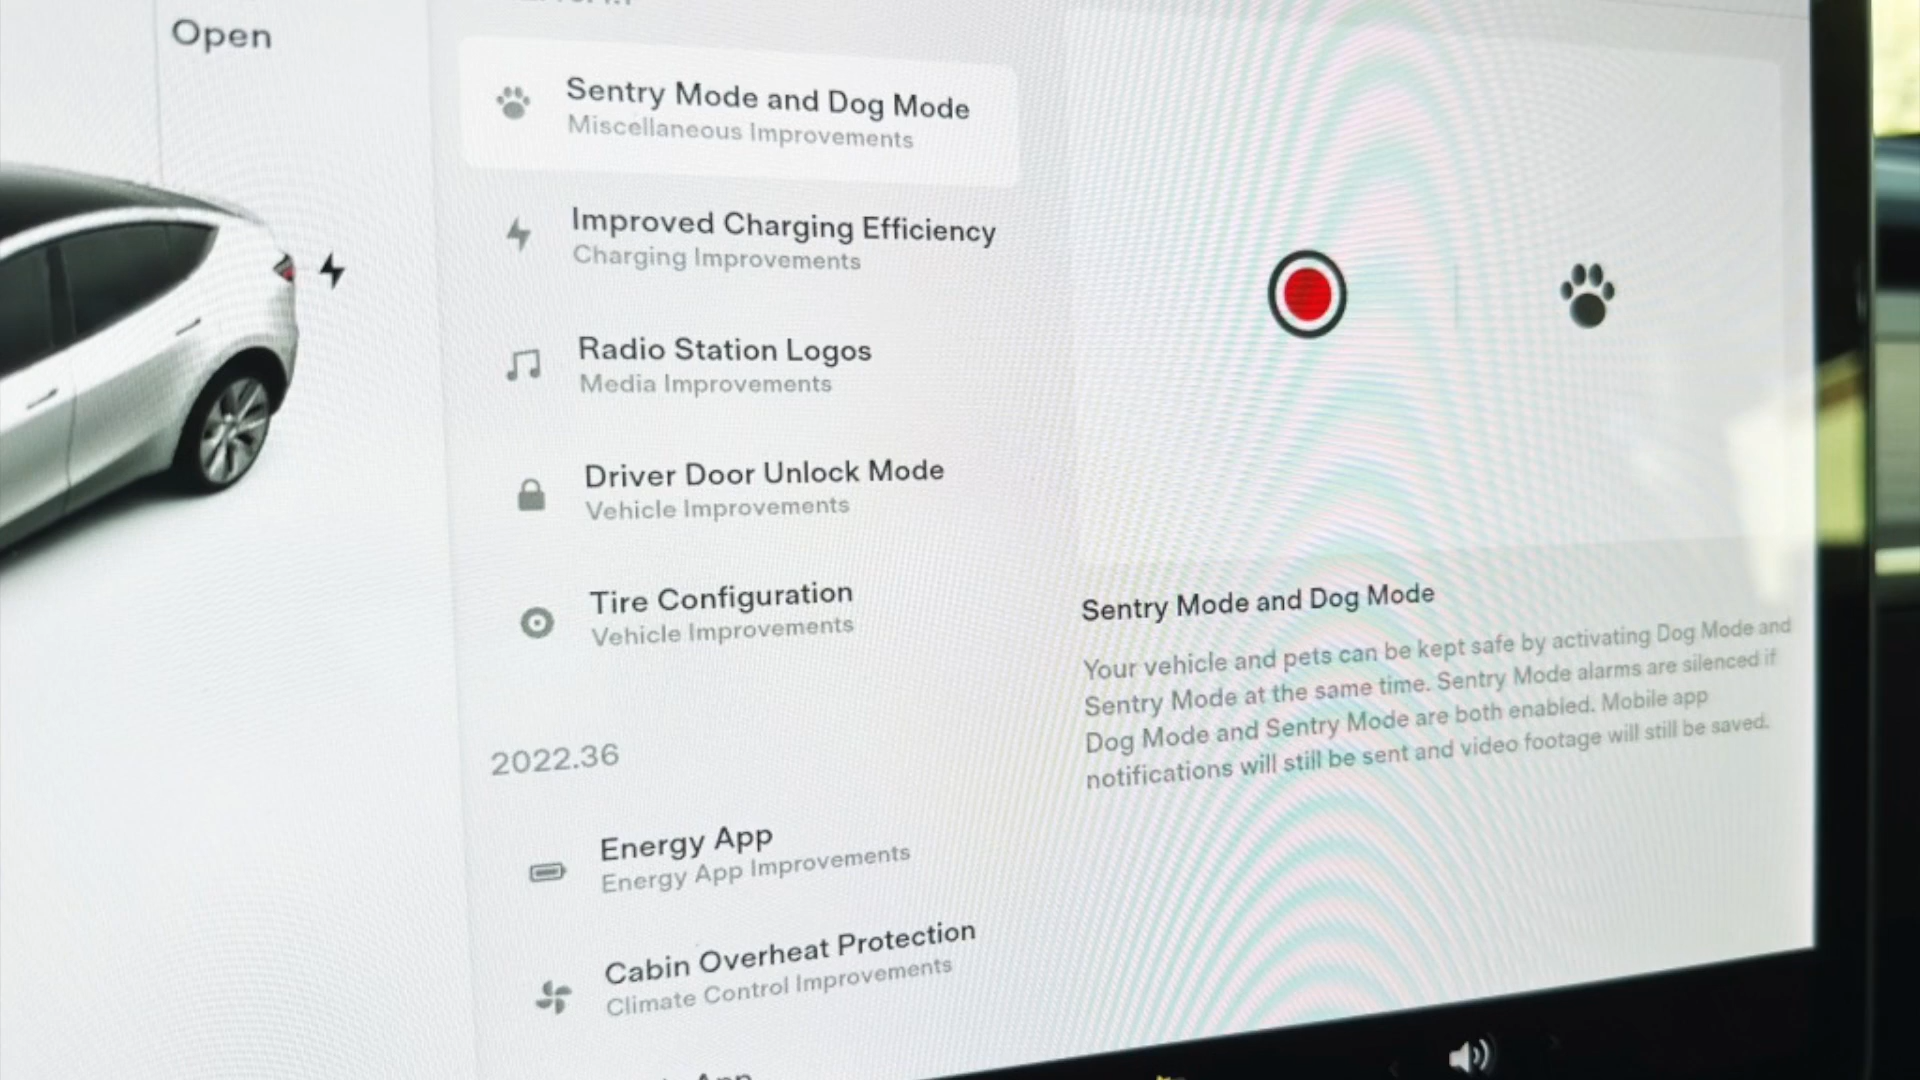 Open
Sentry Mode and Dog Mode
Miscellaneous Improvements
Improved Charging Efficiency
Charging Improvements
Radio Station Logos
Media Improvements
Driver Door Unlock Mode
Vehicle Improvements
Tire Configuration
Vehicle Improvements
2022.36
Energy App
Energy App Improvements
Cabin Overheat Protection
Climate Control Improvements
App
Sentry Mode and Dog Mode
Your vehicle and pets can be kept safe by activating Dog Mode and
Sentry Mode at the same time. Sentry Mode alarms are silenced if
Dog Mode and Sentry Mode are both enabled. Mobile app
notifications will still be sent and video footage will still be saved.